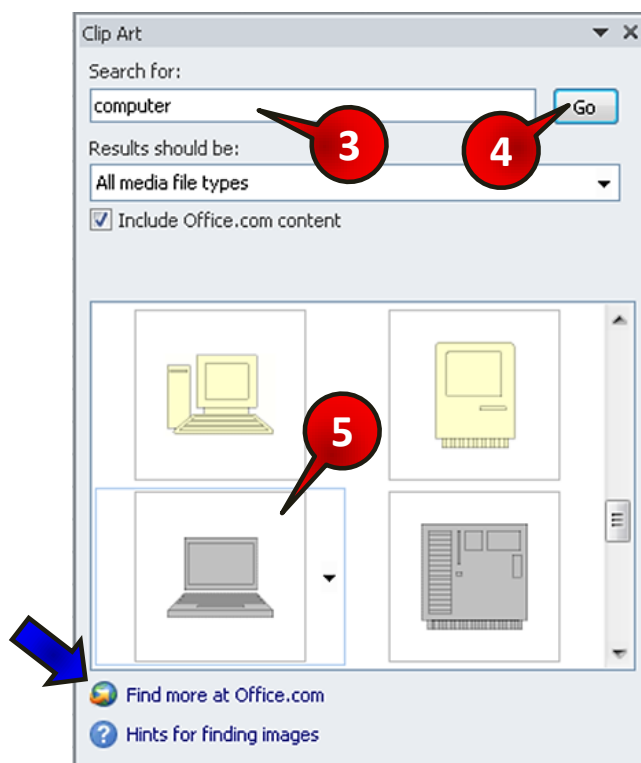 Clip Art
Search for:
computer
Go
3
4
Results should be:
All media file types
Include Office.com content
5
Find more at Office.com
Hints for finding images